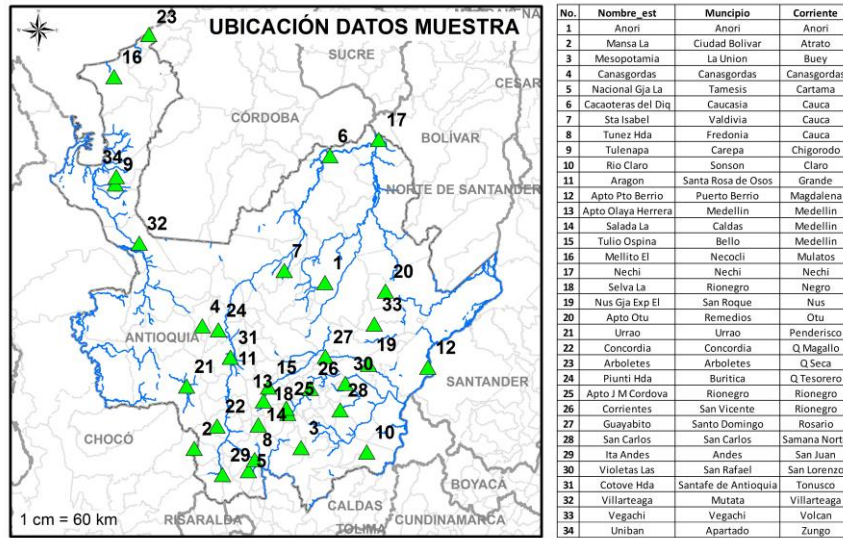 UBICACIÓN DATOS MUESTRA
23
16
SUCRE
CESAR
CÓRDOBA
17
BOLÍVAR
6
34
9
NORTE DE SANTANDER
32
7
1
20
33
4
24
ANTIOQUIA
31
27
19
11
15
26
30
12
21
13
25
SANTANDER
18
28
22
14
CHOCÓ
2
8
3
10
29
5
BOYACÁ
CALDAS
RISARALDA
CUNDINAMARCA
TOLIMA
1 cm = 60 km
No. Nombre_est Muncipio Corriente
1 Anori Anori Anori
2 Mansa La Ciudad Bolivar Atrato
3 Mesopotamia La Union Buey
4 Canasgordas Canasgordas Canasgordas
5 Nacional Gja La Tamesis Cartama
6 Cacaoteras del Diq Caucasia Cauca
7 Sta Isabel Valdivia Cauca
8 Tunez Hda Fredonia Cauca
9 Tulenapa Carepa Chigorodo
10 Rio Claro Sonson Claro
11 Aragon Santa Rosa de Osos Grande
12 Apto Pto Berrio Puerto Berrio Magdalena
13 Apto Olaya Herrera Medellin Medellin
14 Salada La Caldas Medellin
15 Tulio Ospina Bello Medellin
16 Mellito El Necocli Mulatos
17 Nechi Nechi Nechi
18 Selva La Rionegro Negro
19 Nus Gja Exp El San Roque Nus
20 Apto Otu Remedios Otu
21 Urrao Urrao Penderisco
22 Concordia Concordia Q Magallo
23 Arboletes Arboletes Q Seca
24 Piunti Hda Buritica Q Tesorero
25 Apto J M Cordova Rionegro Rionegro
26 Corrientes San Vicente Rionegro
27 Guayabito Santo Domingo Rosario
28 San Carlos San Carlos Samana Nort
29 Ita Andes Andes San Juan
30 Violetas Las San Rafael San Lorenzo
31 Cotove Hda Santafe de Antioquia Tonusco
32 Villarteaga Mutata Villarteaga
33 Vegachi Vegachi Volcan
34 Uniban Apartado Zungo